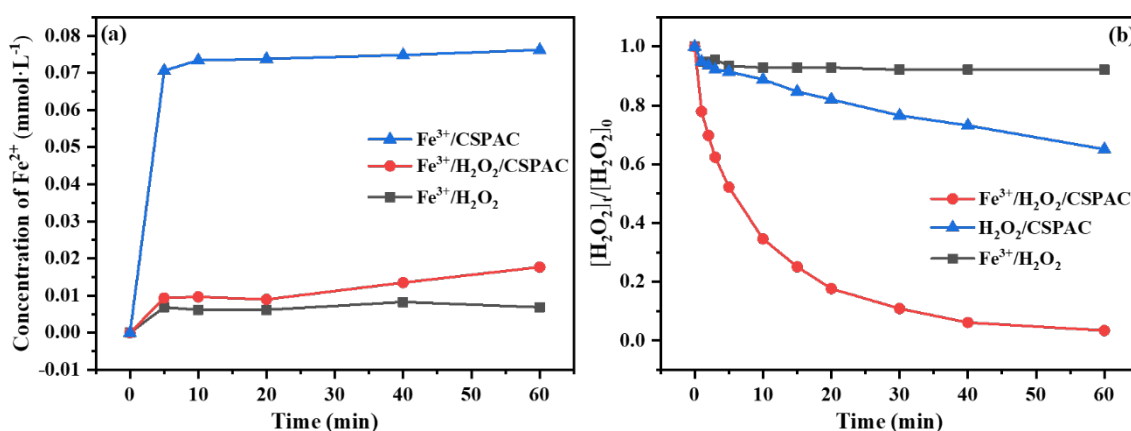 (a)
Concentration of Fe²⁺ (mmol·L⁻¹)
0.08
0.07
0.06
0.05
0.04
0.03
0.02
0.01
0.00
-0.01
Fe³⁺/CSPAC
Fe³⁺/H₂O₂/CSPAC
Fe³⁺/H₂O₂
0 10 20 30 40 50 60
Time (min)
(b)
[H₂O₂]ₜ/[H₂O₂]₀
1.0
0.8
0.6
0.4
0.2
0.0
Fe³⁺/H₂O₂/CSPAC
H₂O₂/CSPAC
Fe³⁺/H₂O₂
0 10 20 30 40 50 60
Time (min)